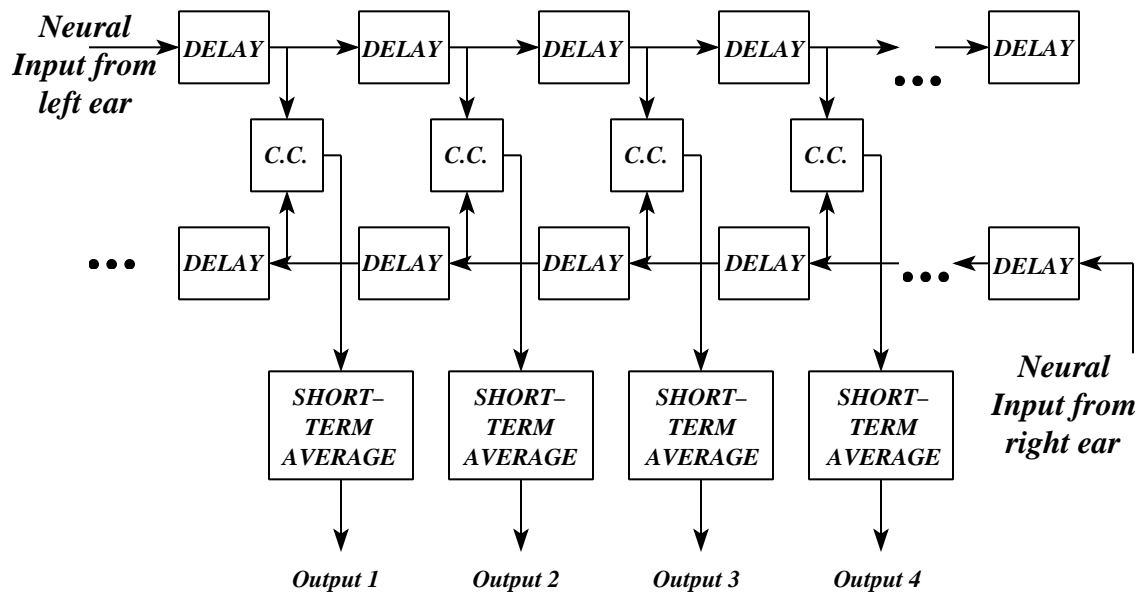 Neural
Input from
left ear
DELAY
DELAY
DELAY
DELAY
DELAY
C.C.
C.C.
C.C.
C.C.
DELAY
DELAY
DELAY
DELAY
DELAY
Neural
Input from
right ear
SHORT–
TERM
AVERAGE
SHORT–
TERM
AVERAGE
SHORT–
TERM
AVERAGE
SHORT–
TERM
AVERAGE
Output 1
Output 2
Output 3
Output 4